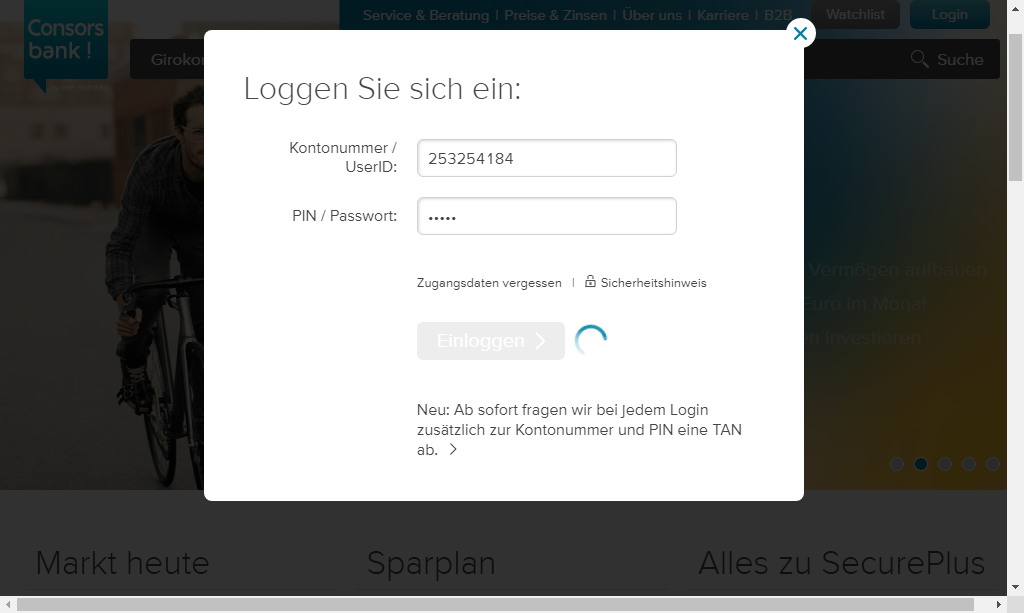 Consors
bank !
Service & Beratung | Preise & Zinsen | Über uns | Karriere | B2B
Watchlist
Login
Giroko
Suche
Loggen Sie sich ein:
Kontonummer /
UserID:
253254184
PIN / Passwort:
•••••
Zugangsdaten vergessen | Sicherheitshinweis
Einloggen
Neu: Ab sofort fragen wir bei jedem Login
zusätzlich zur Kontonummer und PIN eine TAN
ab.
Vermögen aufbauen
Euro im Monat
investieren
Markt heute
Sparplan
Alles zu SecurePlus